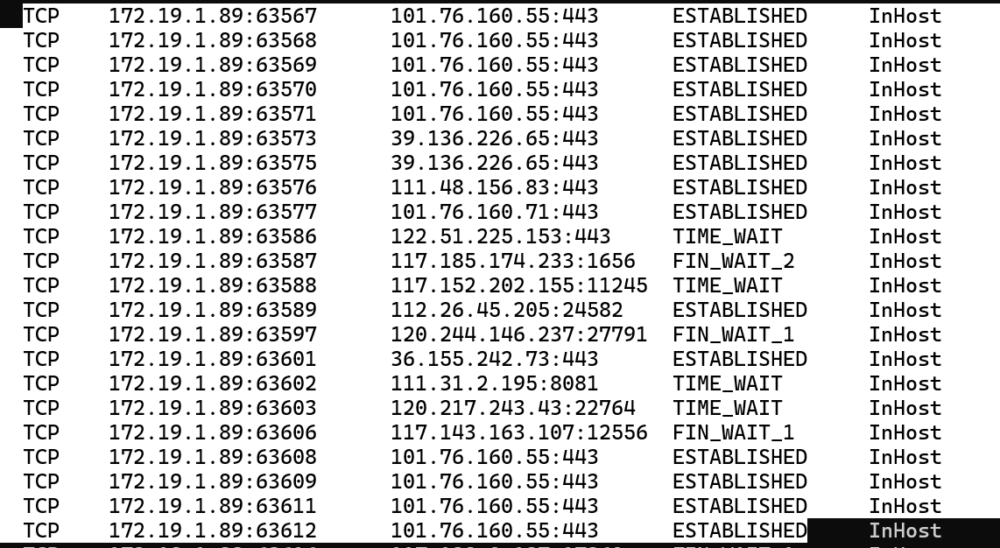 TCP 172.19.1.89:63567 101.76.160.55:443 ESTABLISHED InHost
TCP 172.19.1.89:63568 101.76.160.55:443 ESTABLISHED InHost
TCP 172.19.1.89:63569 101.76.160.55:443 ESTABLISHED InHost
TCP 172.19.1.89:63570 101.76.160.55:443 ESTABLISHED InHost
TCP 172.19.1.89:63571 101.76.160.55:443 ESTABLISHED InHost
TCP 172.19.1.89:63573 39.136.226.65:443 ESTABLISHED InHost
TCP 172.19.1.89:63575 39.136.226.65:443 ESTABLISHED InHost
TCP 172.19.1.89:63576 111.48.156.83:443 ESTABLISHED InHost
TCP 172.19.1.89:63577 101.76.160.71:443 ESTABLISHED InHost
TCP 172.19.1.89:63586 122.51.225.153:443 TIME_WAIT InHost
TCP 172.19.1.89:63587 117.185.174.233:1656 FIN_WAIT_2 InHost
TCP 172.19.1.89:63588 117.152.202.155:11245 TIME_WAIT InHost
TCP 172.19.1.89:63589 112.26.45.205:24582 ESTABLISHED InHost
TCP 172.19.1.89:63597 120.244.146.237:27791 FIN_WAIT_1 InHost
TCP 172.19.1.89:63601 36.155.242.73:443 ESTABLISHED InHost
TCP 172.19.1.89:63602 111.31.2.195:8081 TIME_WAIT InHost
TCP 172.19.1.89:63603 120.217.243.43:22764 TIME_WAIT InHost
TCP 172.19.1.89:63606 117.143.163.107:12556 FIN_WAIT_1 InHost
TCP 172.19.1.89:63608 101.76.160.55:443 ESTABLISHED InHost
TCP 172.19.1.89:63609 101.76.160.55:443 ESTABLISHED InHost
TCP 172.19.1.89:63611 101.76.160.55:443 ESTABLISHED InHost
TCP 172.19.1.89:63612 101.76.160.55:443 ESTABLISHED InHost